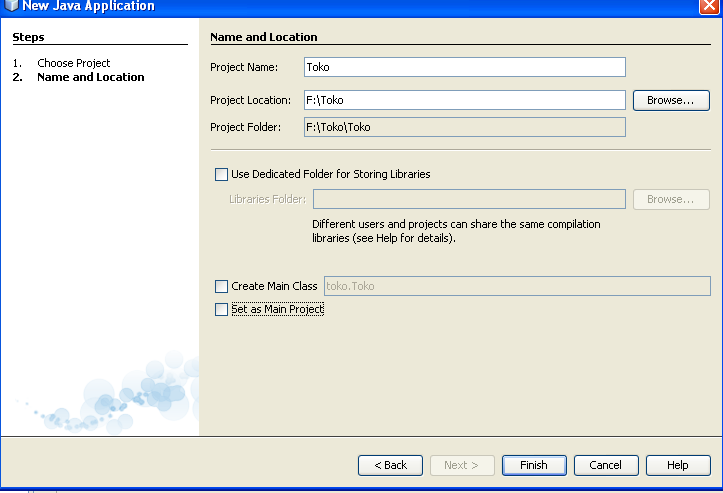 New Java Application
Steps
1. Choose Project
2. Name and Location
Name and Location
Project Name: Toko
Project Location: F:\Toko Browse...
Project Folder: F:\Toko\Toko
Use Dedicated Folder for Storing Libraries
Libraries Folder: Browse...
Different users and projects can share the same compilation
libraries (see Help for details).
Create Main Class toko.Toko
Set as Main Project
< Back Next > Finish Cancel Help